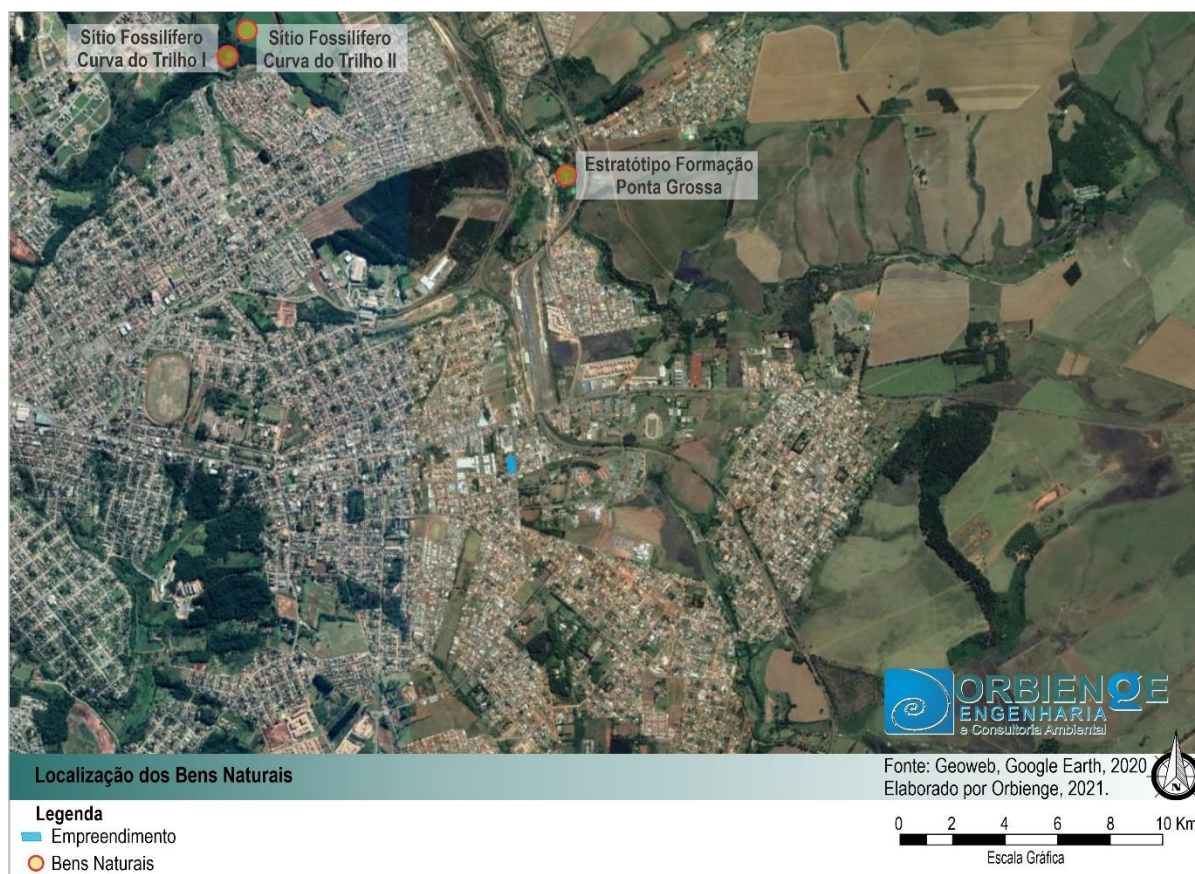 Sítio Fossilífero
Curva do Trilho I
Sítio Fossilífero
Curva do Trilho II
Estratótipo Formação
Ponta Grossa
ORBIENGE
ENGENHARIA
e Consultoria Ambiental
Localização dos Bens Naturais
Fonte: Geoweb, Google Earth, 2020
Elaborado por Orbienge, 2021.
N
Legenda
Empreendimento
Bens Naturais
0 2 4 6 8 10 Km
Escala Gráfica